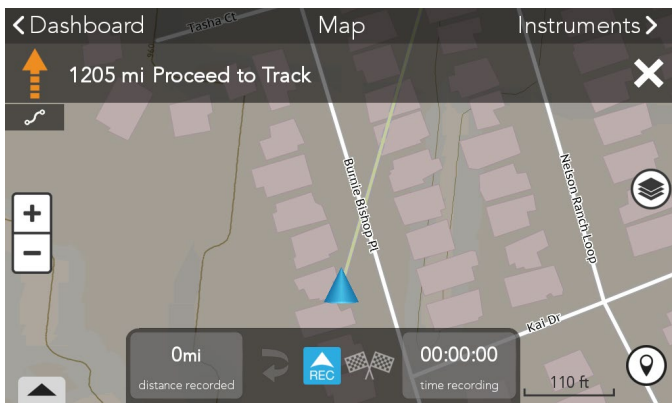 Dashboard
Map
Instruments
Tasha Ct
1205 mi Proceed to Track
Burnie Bishop Pl
Nelson Ranch Loop
+
−
Kai Dr
0mi
distance recorded
REC
00:00:00
time recording
110 ft